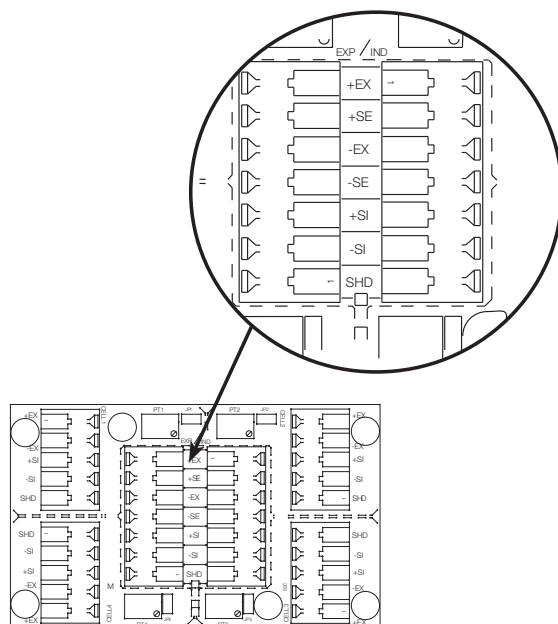 EXP / IND
+EX
+SE
-EX
-SE
+SI
-SI
SHD
PT1 JP1 PT2 JP2
CELL1
+EX
-EX
+SI
-SI
SHD
CELL2
+EX
-EX
+SI
-SI
SHD
EXP IND
+EX
+SE
-EX
-SE
+SI
-SI
SHD
SHD
-SI
+SI
-EX
+EX
CELL4
M
SHD
-SI
+SI
-EX
+EX
CELL3